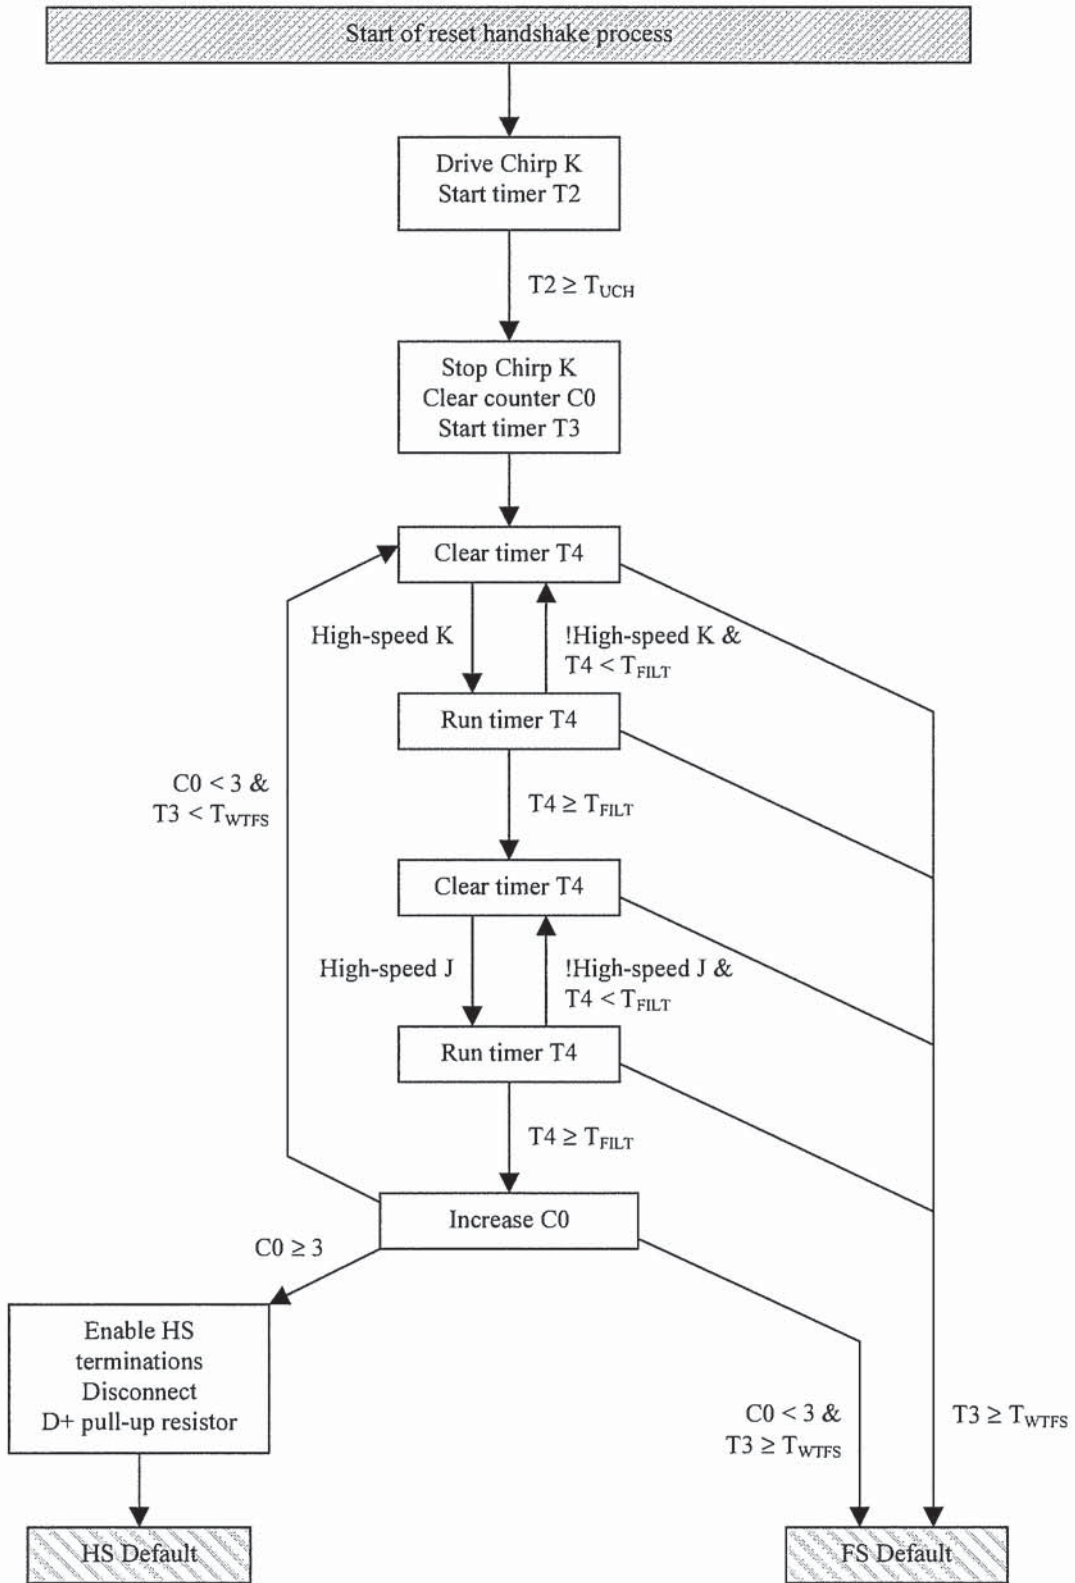 Start of reset handshake process
Drive Chirp K
Start timer T2
T2 ≥ TUCH
Stop Chirp K
Clear counter C0
Start timer T3
Clear timer T4
High-speed K
!High-speed K &
T4 < TFILT
Run timer T4
C0 < 3 &
T3 < TWTFS
T4 ≥ TFILT
Clear timer T4
High-speed J
!High-speed J &
T4 < TFILT
Run timer T4
T4 ≥ TFILT
Increase C0
C0 ≥ 3
Enable HS
terminations
Disconnect
D+ pull-up resistor
C0 < 3 &
T3 ≥ TWTFS
T3 ≥ TWTFS
HS Default
FS Default